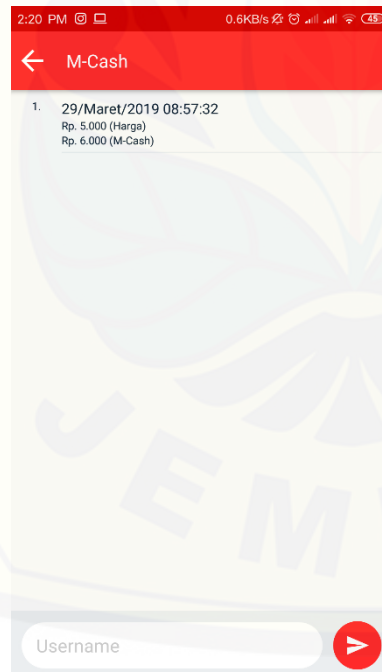 2:20 PM 0.6KB/s 45
M-Cash
1. 29/Maret/2019 08:57:32
Rp. 5.000 (Harga)
Rp. 6.000 (M-Cash)
JEM
Username